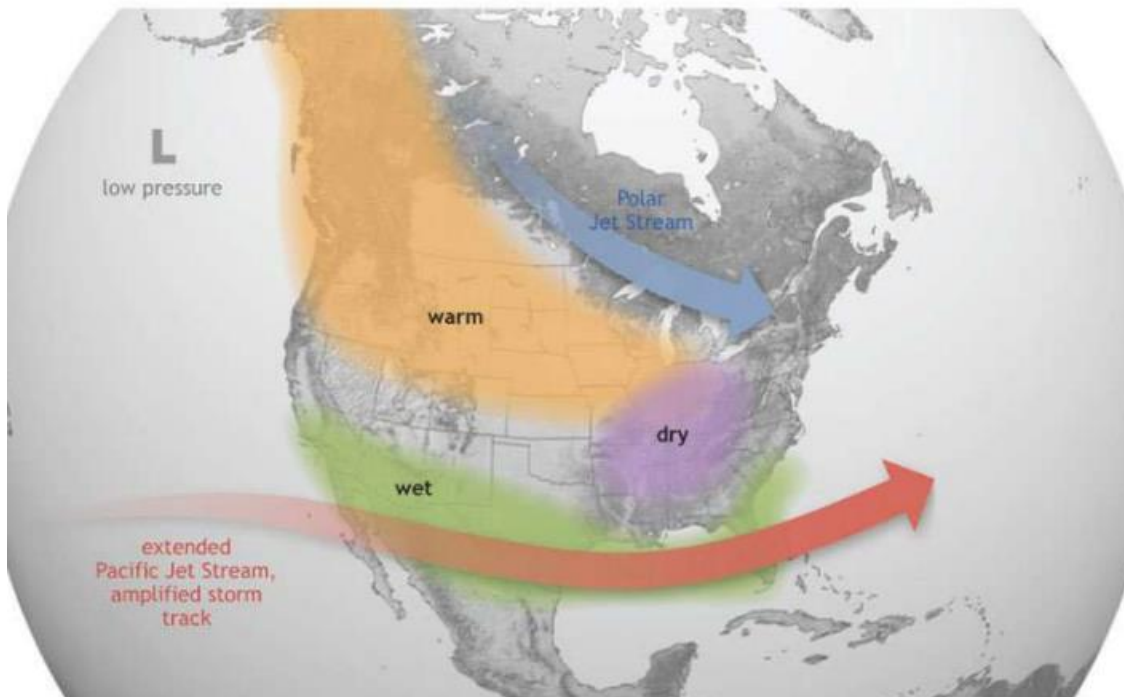 L
low pressure
Polar
Jet Stream
warm
dry
wet
extended
Pacific Jet Stream,
amplified storm
track